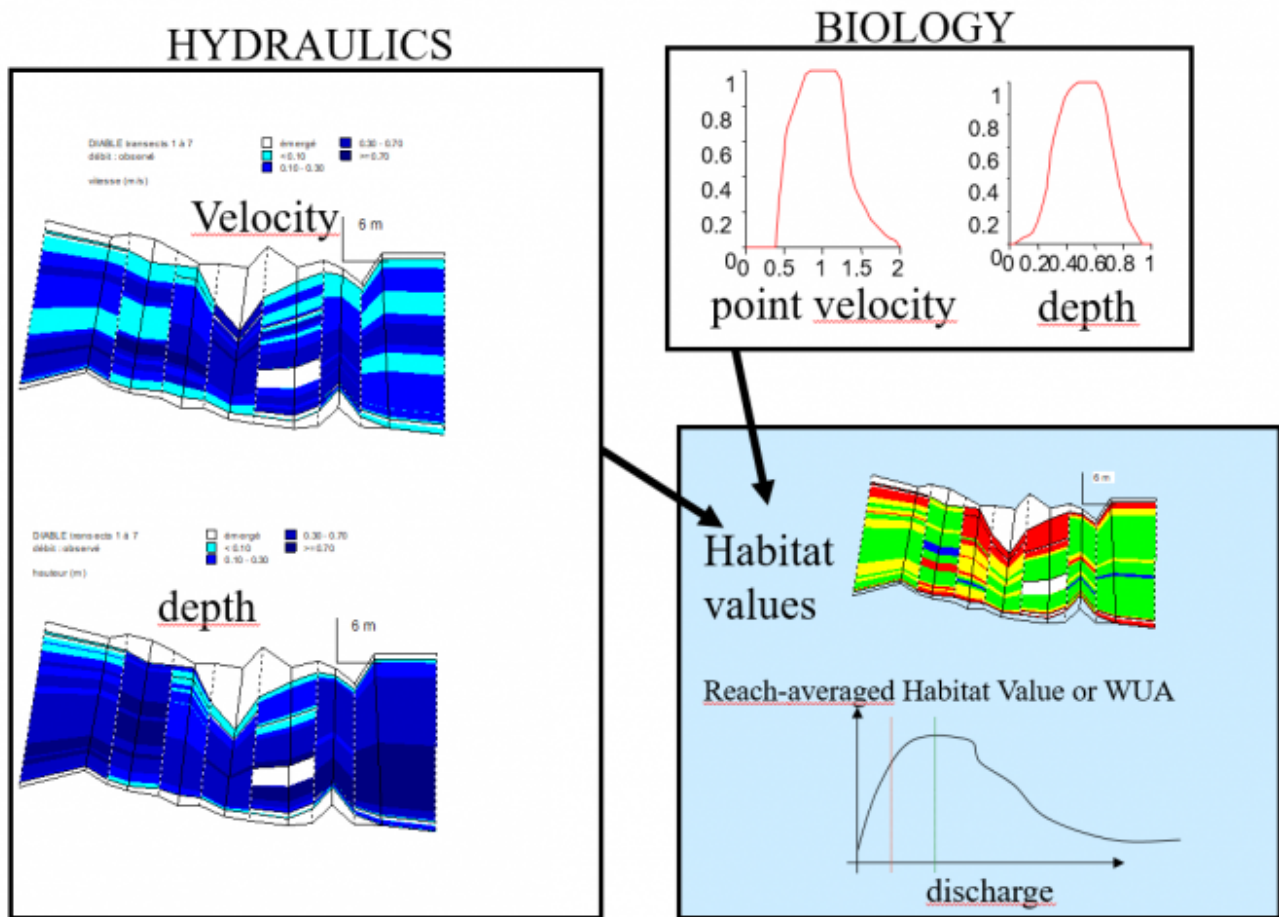 HYDRAULICS
DIABLE transects 1 à 7
débit : observé
vitesse (m/s)
émergé
< 0.10
0.10 - 0.30
0.30 - 0.70
>= 0.70
Velocity
6 m
DIABLE transects 1 à 7
débit : observé
hauteur (m)
émergé
< 0.10
0.10 - 0.30
0.30 - 0.70
>= 0.70
depth
6 m
BIOLOGY
1
0.8
0.6
0.4
0.2
0 0.5 1 1.5 2
point velocity
1
0.8
0.6
0.4
0.2
0 0.2 0.4 0.6 0.8 1
depth
6 m
Habitat
values
Reach-averaged Habitat Value or WUA
discharge